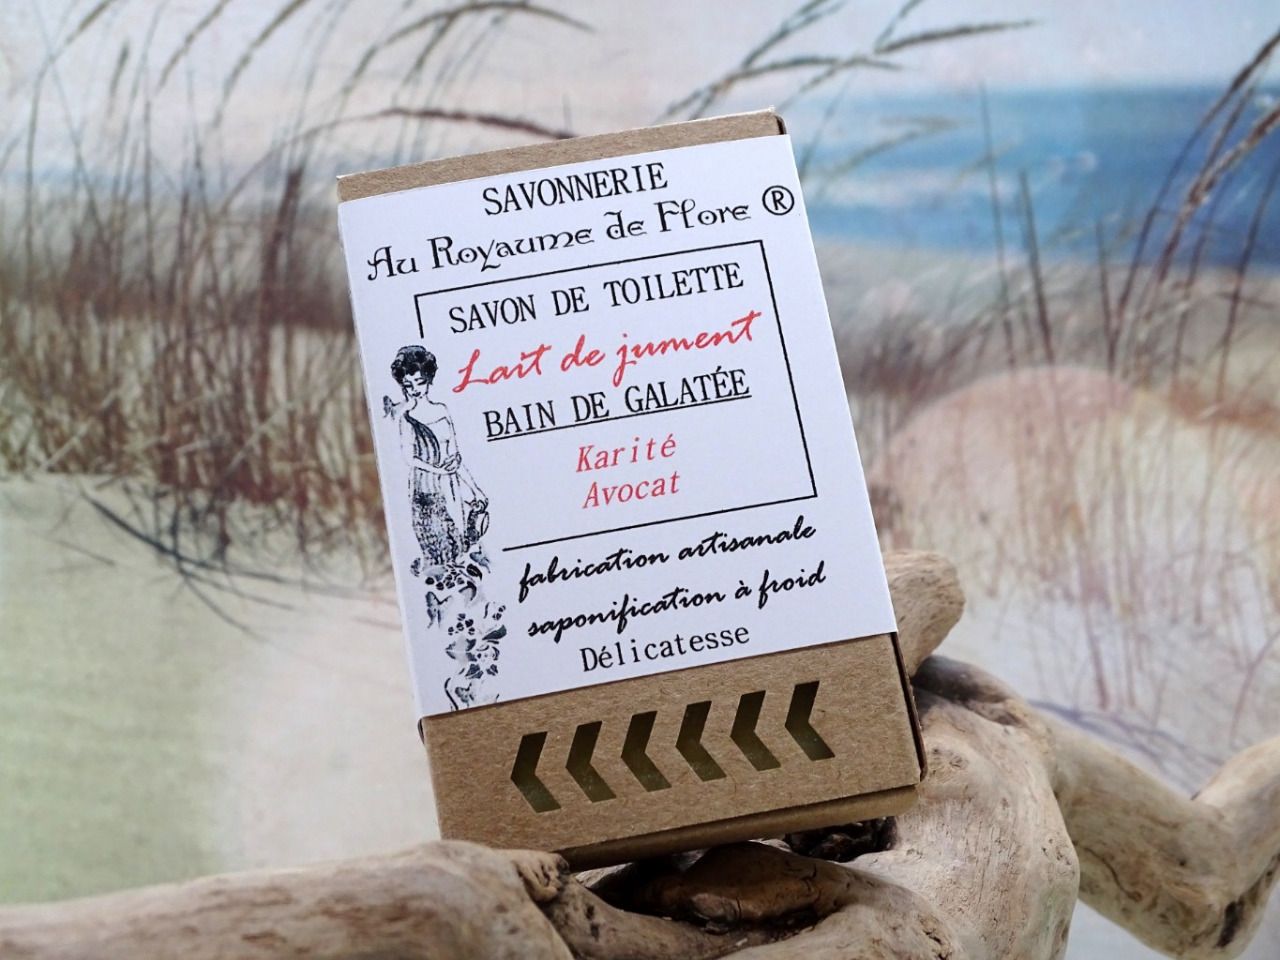 SAVONNERIE
Au Royaume de Fflore ®
SAVON DE TOILETTE
Lait de jument
BAIN DE GALATÉE
Karité
Avocat
fabrication artisanale
saponification à froid
Délicatesse